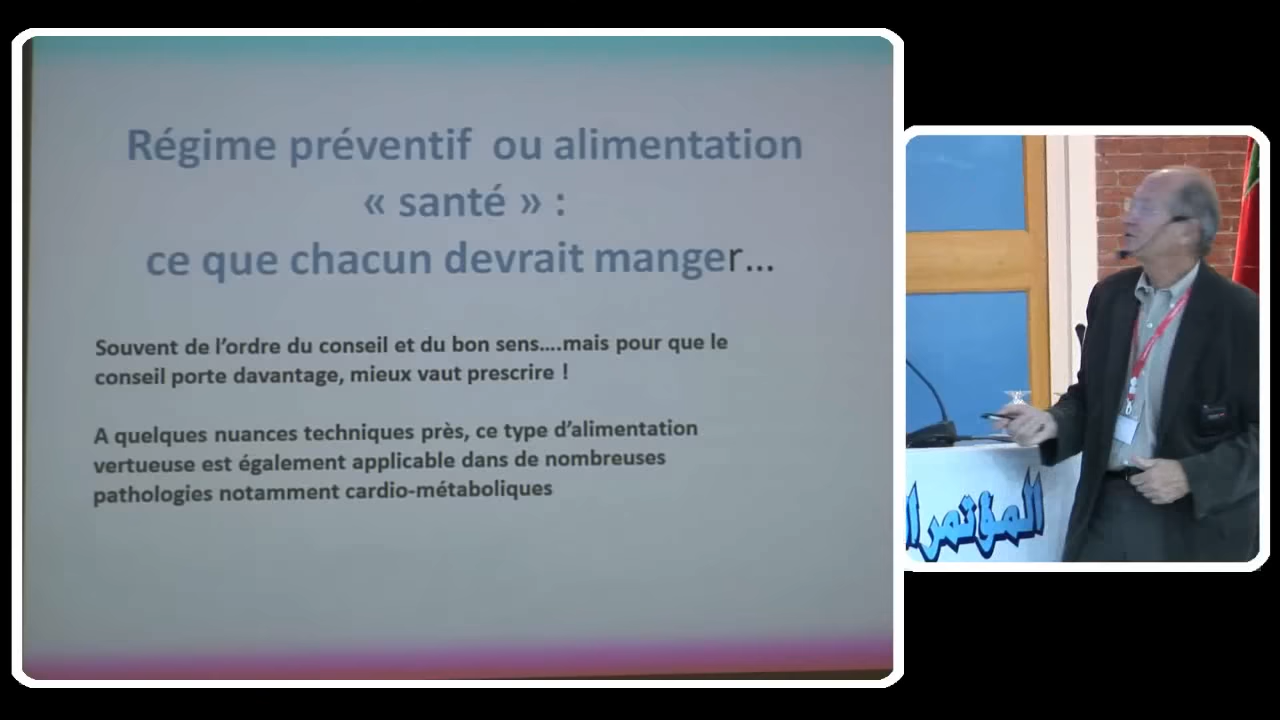 Régime préventif ou alimentation
« santé » :
ce que chacun devrait manger...
Souvent de l'ordre du conseil et du bon sens....mais pour que le
conseil porte davantage, mieux vaut prescrire !
A quelques nuances techniques près, ce type d'alimentation
vertueuse est également applicable dans de nombreuses
pathologies notamment cardio-métaboliques
المؤتمر